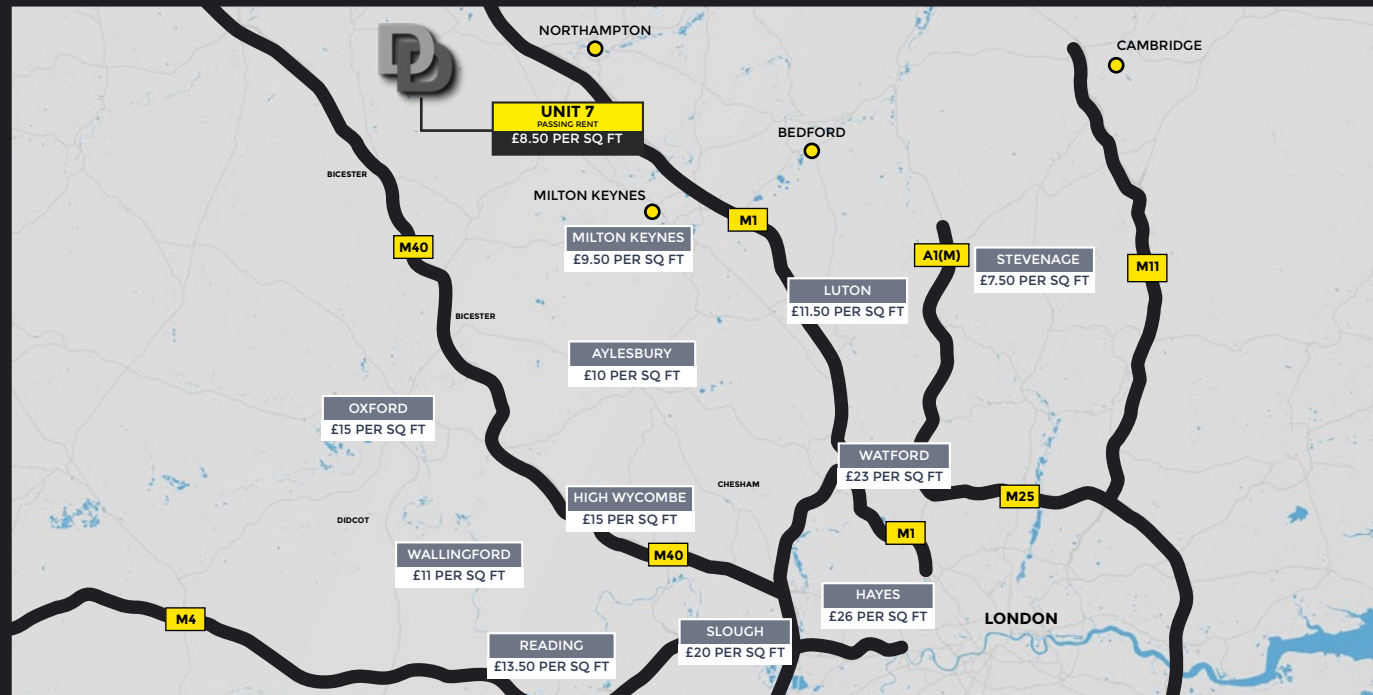 DD
NORTHAMPTON
CAMBRIDGE
UNIT 7
PASSING RENT
£8.50 PER SQ FT
BEDFORD
BICESTER
MILTON KEYNES
M1
MILTON KEYNES
£9.50 PER SQ FT
M40
A1(M)
STEVENAGE
£7.50 PER SQ FT
M11
LUTON
£11.50 PER SQ FT
BICESTER
AYLESBURY
£10 PER SQ FT
OXFORD
£15 PER SQ FT
WATFORD
£23 PER SQ FT
CHESHAM
HIGH WYCOMBE
£15 PER SQ FT
M25
DIDCOT
M1
WALLINGFORD
£11 PER SQ FT
M40
HAYES
£26 PER SQ FT
M4
LONDON
SLOUGH
£20 PER SQ FT
READING
£13.50 PER SQ FT